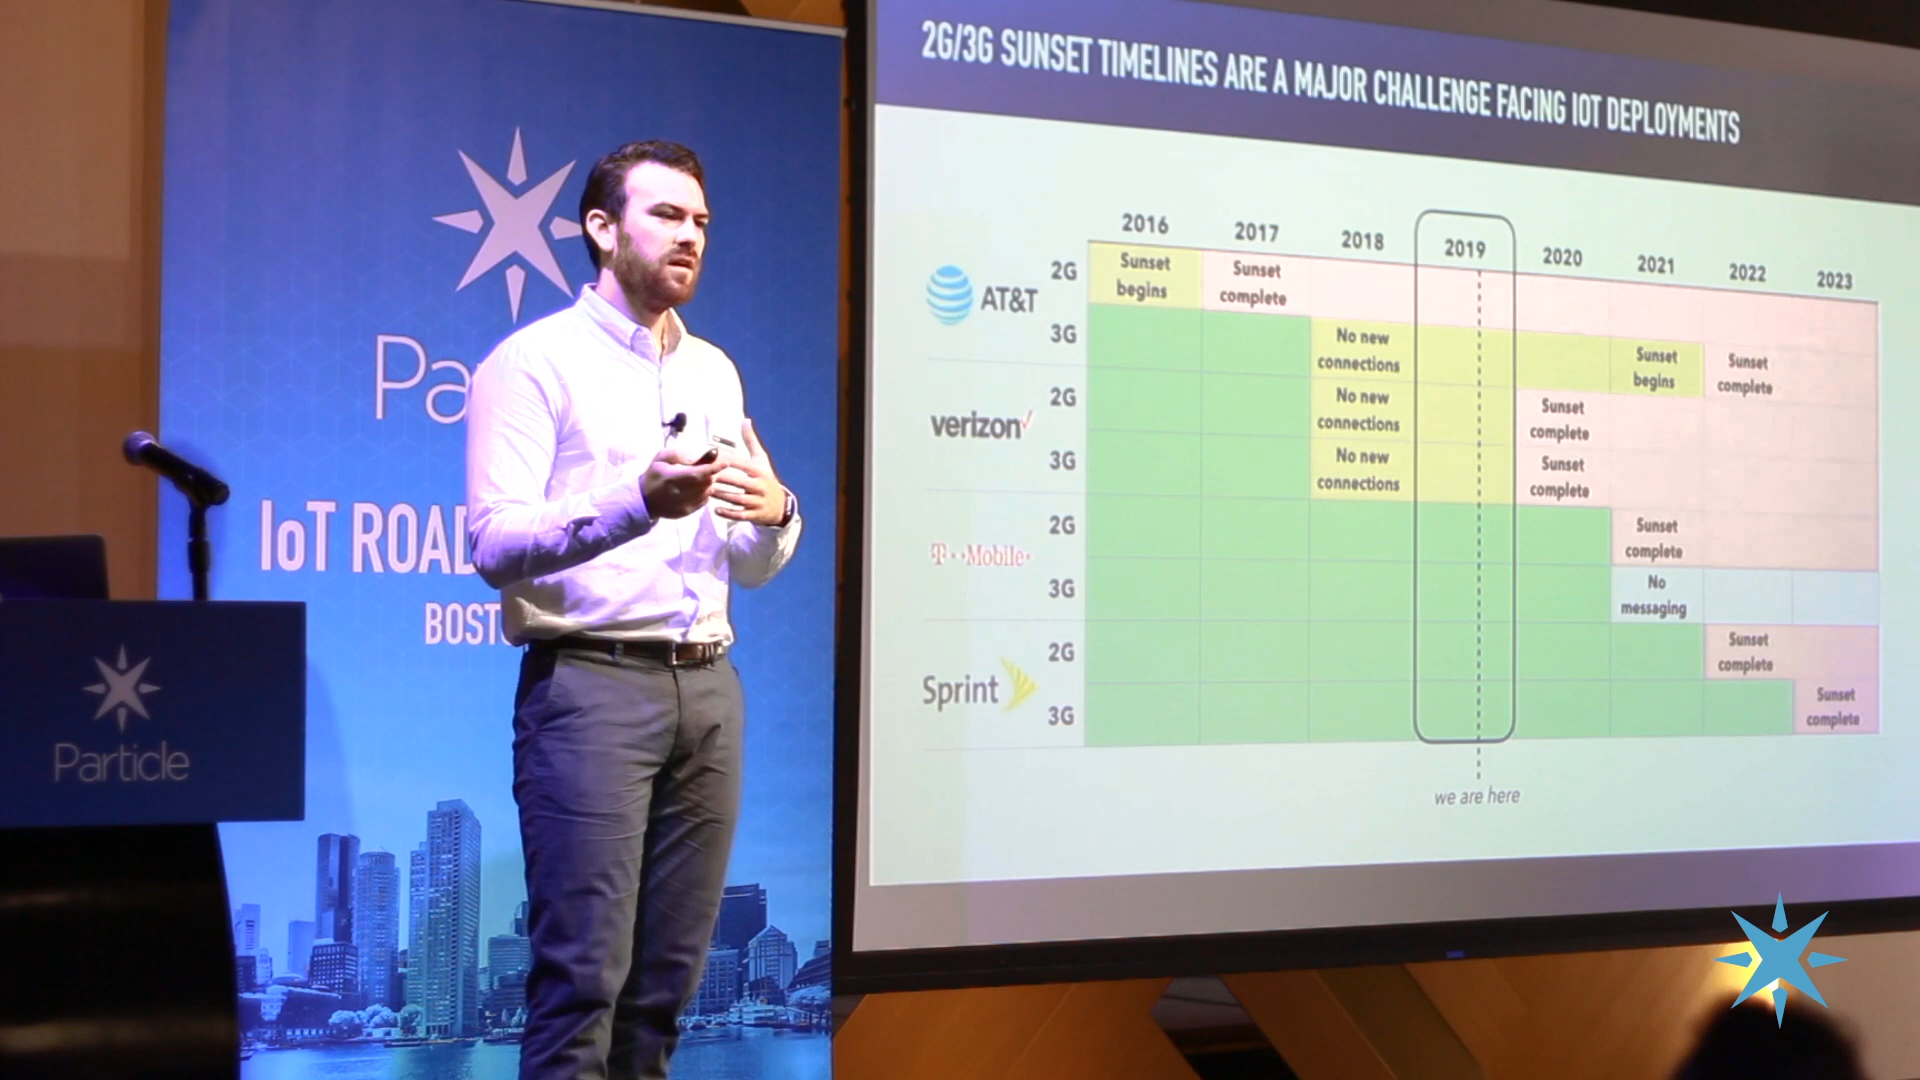 Pa
IoT ROAD
BOST
Particle
2G/3G SUNSET TIMELINES ARE A MAJOR CHALLENGE FACING IOT DEPLOYMENTS
2016 2017 2018 2019 2020 2021 2022 2023
AT&T
2G Sunset begins Sunset complete
3G No new connections Sunset begins Sunset complete
verizon
2G No new connections Sunset complete
3G No new connections Sunset complete
T··Mobile·
2G Sunset complete
3G No messaging
Sprint
2G Sunset complete
3G Sunset complete
we are here